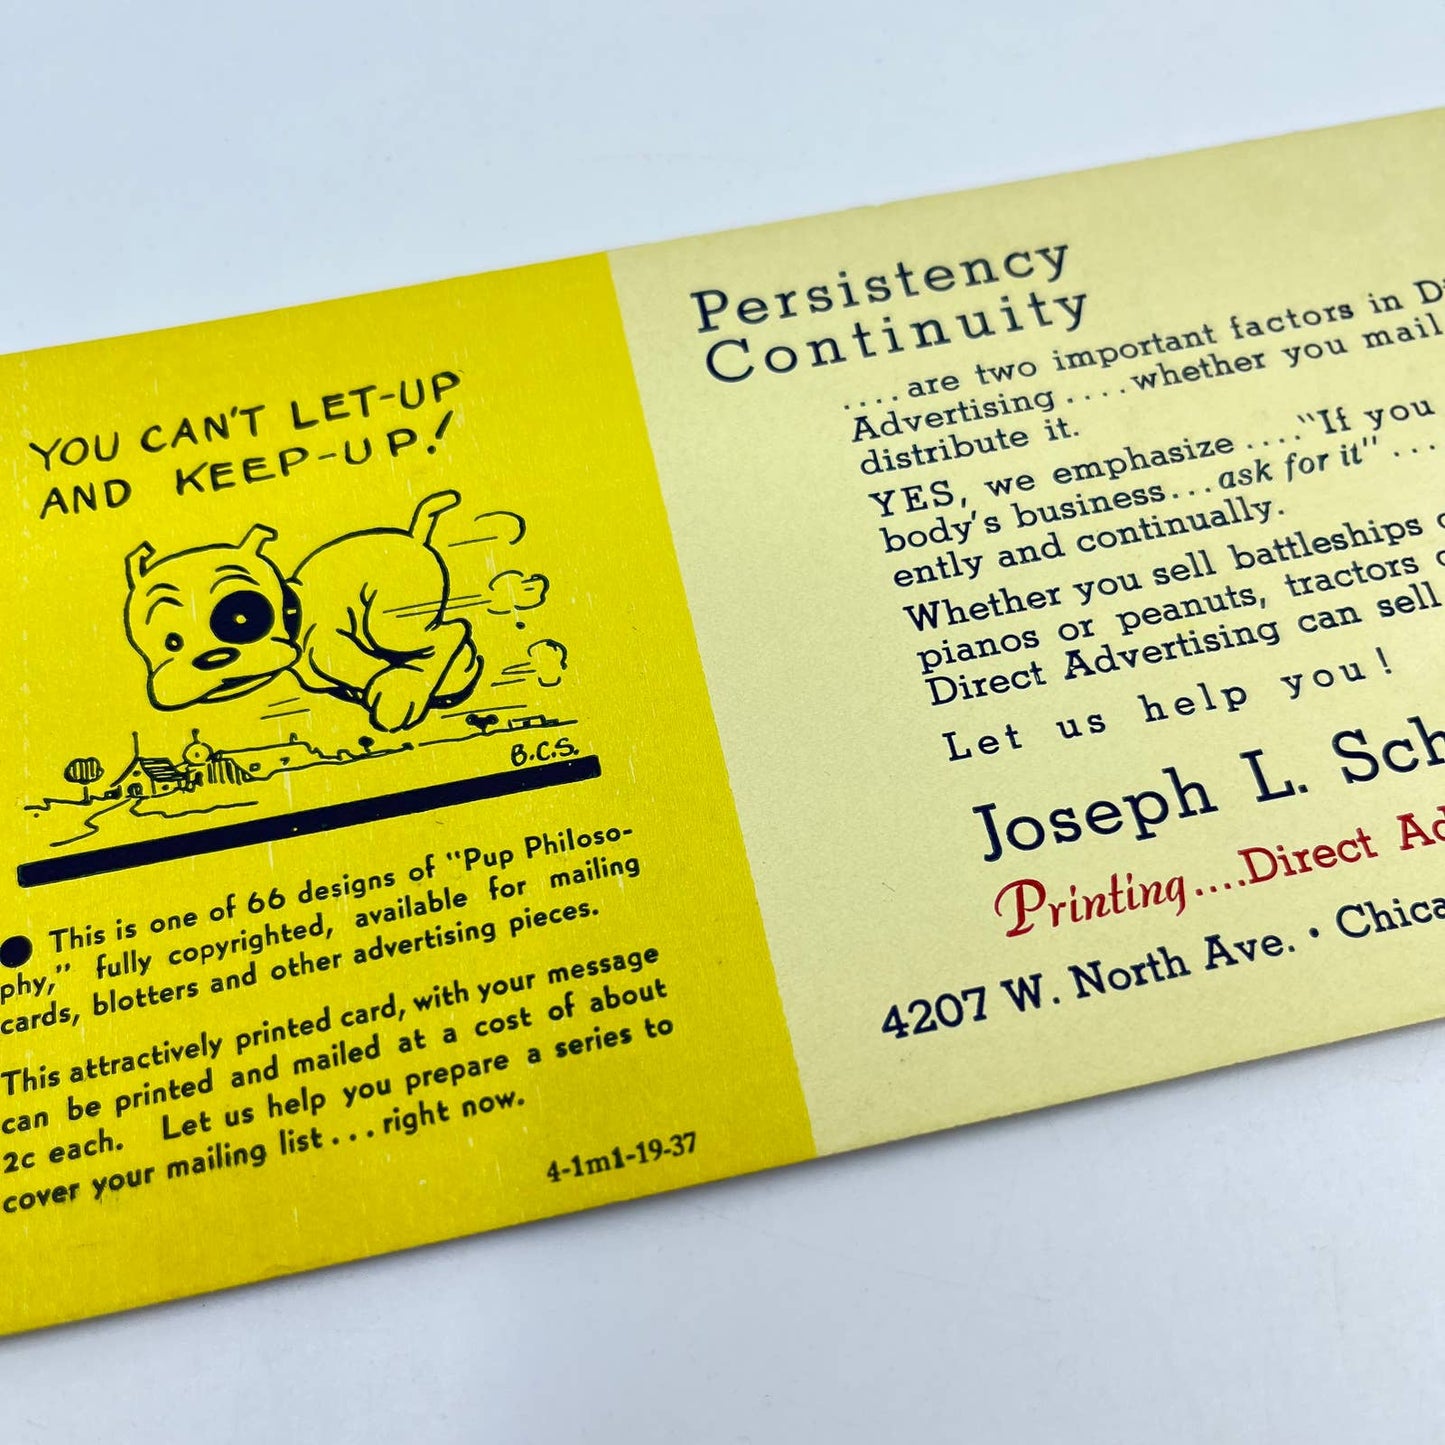 YOU CAN'T LET-UP
AND KEEP-UP!
B.C.S.
● This is one of 66 designs of "Pup Philoso-
phy," fully copyrighted, available for mailing
cards, blotters and other advertising pieces.
This attractively printed card, with your message
can be printed and mailed at a cost of about
2c each. Let us help you prepare a series to
cover your mailing list...right now.
4-1m1-19-37
Persistency
Continuity
....are two important factors in
Advertising....whether you mail
distribute it.
YES, we emphasize...."If you
body's business...ask for it"...
ently and continually.
Whether you sell battleships
pianos or peanuts, tractors
Direct Advertising can sell
Let us help you!
Joseph L. Sch
Printing....Direct Ad
4207 W. North Ave. • Chica